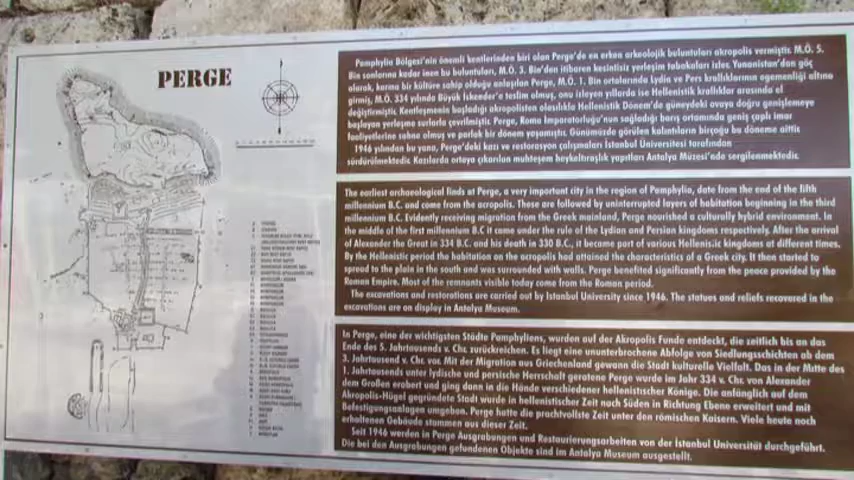 PERGE
Pamphylia Bölgesi'nin önemli kentlerinden biri olan Perge'de en erken arkeolojik buluntuları akropolis vermiştir. M.Ö. 5.
Bin sonlarına kadar inen bu buluntuları, M.Ö. 3. Bin'den itibaren kesintisiz yerleşim tabakaları izler. Yunanistan'dan göç
olarak, karma bir kültüre sahip olduğu anlaşılan Perge, M.Ö. 1. Bin ortalarında Lydia ve Pers krallıklarının egemenliği altına
girmiş, M.Ö. 334 yılında Büyük İskender'e teslim olmuş, onu izleyen yıllarda ise Hellenistik krallıklar arasında el
değiştirmiştir. Kentleşmenin başladığı akropolisten olasılıkla Hellenistik Dönem'de güneydeki ovaya doğru genişlemeye
başlayan yerleşme surlarla çevrilmiştir. Perge, Roma İmparatorluğu'nun sağladığı barış ortamında geniş çaplı imar
faaliyetlerine sahne olmuş ve parlak bir dönem yaşamıştır. Günümüzde görülen kalıntıların birçoğu bu döneme aittir.
1946 yılından bu yana, Perge'deki kazı ve restorasyon çalışmaları İstanbul Üniversitesi tarafından
sürdürülmektedir. Kazılarda ortaya çıkarılan muhteşem heykeltıraşlık yapıtları Antalya Müzesi'nde sergilenmektedir.
The earliest archaeological finds at Perge, a very important city in the region of Pamphylia, date from the end of the fifth
millennium B.C. and come from the acropolis. These are followed by uninterrupted layers of habitation beginning in the third
millennium B.C. Evidently receiving migration from the Greek mainland, Perge nourished a culturally hybrid environment. In
the middle of the first millennium B.C it came under the rule of the Lydian and Persian kingdoms respectively. After the arrival
of Alexander the Great in 334 B.C. and his death in 330 B.C., it became part of various Hellenistic kingdoms at different times.
By the Hellenistic period the habitation on the acropolis had attained the characteristics of a Greek city. It then started to
spread to the plain in the south and was surrounded with walls. Perge benefited significantly from the peace provided by the
Roman Empire. Most of the remnants visible today come from the Roman period.
The excavations and restorations are carried out by Istanbul University since 1946. The statues and reliefs recovered in the
excavations are on display in Antalya Museum.
In Perge, eine der wichtigsten Städte Pamphyliens, wurden auf der Akropolis Funde entdeckt, die zeitlich bis an das
Ende des 5. Jahrtausends v. Chr. zurückreichen. Es liegt eine ununterbrochene Abfolge von Siedlungsschichten ab dem
3. Jahrtausend v. Chr. vor. Mit der Migration aus Griechenland gewann die Stadt kulturelle Vielfalt. Das in der Mitte des
1. Jahrtausends unter lydische und persische Herrschaft geratene Perge wurde im Jahr 334 v. Chr. von Alexander
dem Großen erobert und ging dann in die Hände verschiedener hellenistischer Könige. Die anfänglich auf dem
Akropolis-Hügel gegründete Stadt wurde in hellenistischer Zeit nach Süden in Richtung Ebene erweitert und mit
Befestigungsanlagen umgeben. Perge hatte die prachtvollste Zeit unter den römischen Kaisern. Viele heute noch
erhaltenen Gebäude stammen aus dieser Zeit.
Seit 1946 werden in Perge Ausgrabungen und Restaurierungsarbeiten von der İstanbul Universität durchgeführt.
Die bei den Ausgrabungen gefundenen Objekte sind im Antalya Museum ausgestellt.